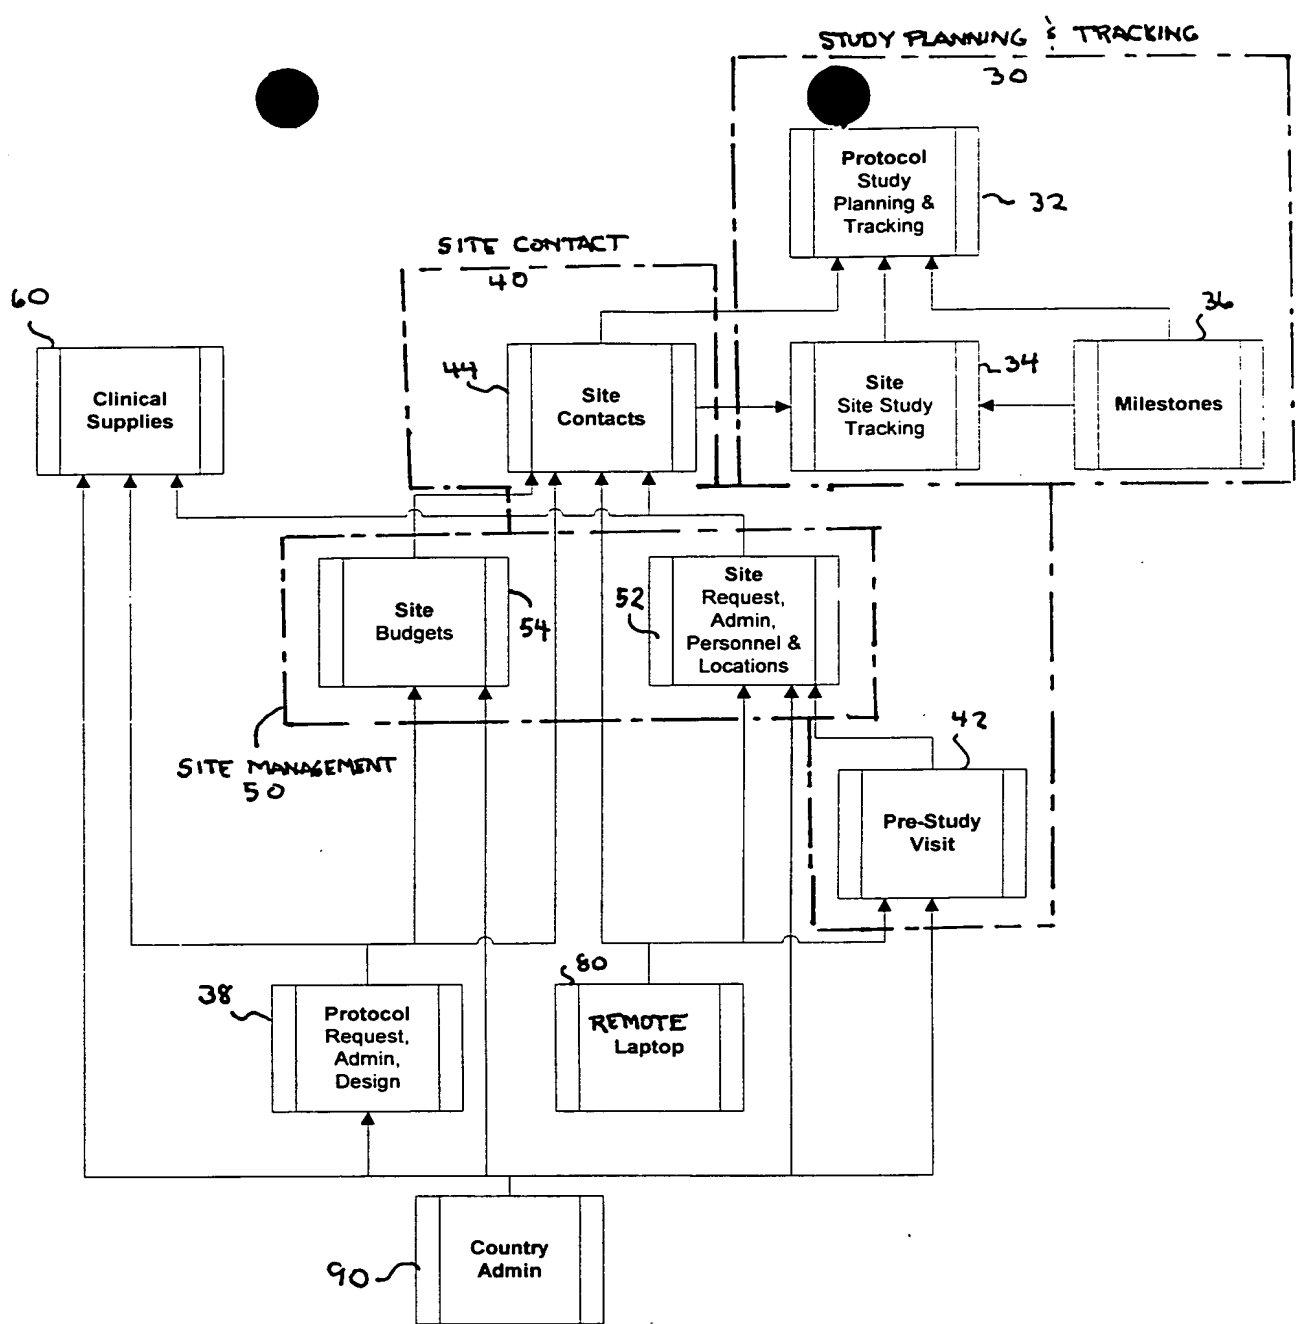 STUDY PLANNING & TRACKING
30
Protocol
Study
Planning &
Tracking
32
SITE CONTACT
40
60
36
Clinical
Supplies
44
Site
Contacts
Site
Site Study
Tracking
34
Milestones
Site
Budgets
54
52
Site
Request,
Admin,
Personnel &
Locations
SITE MANAGEMENT
50
42
Pre-Study
Visit
38
Protocol
Request,
Admin,
Design
80
REMOTE
Laptop
90
Country
Admin